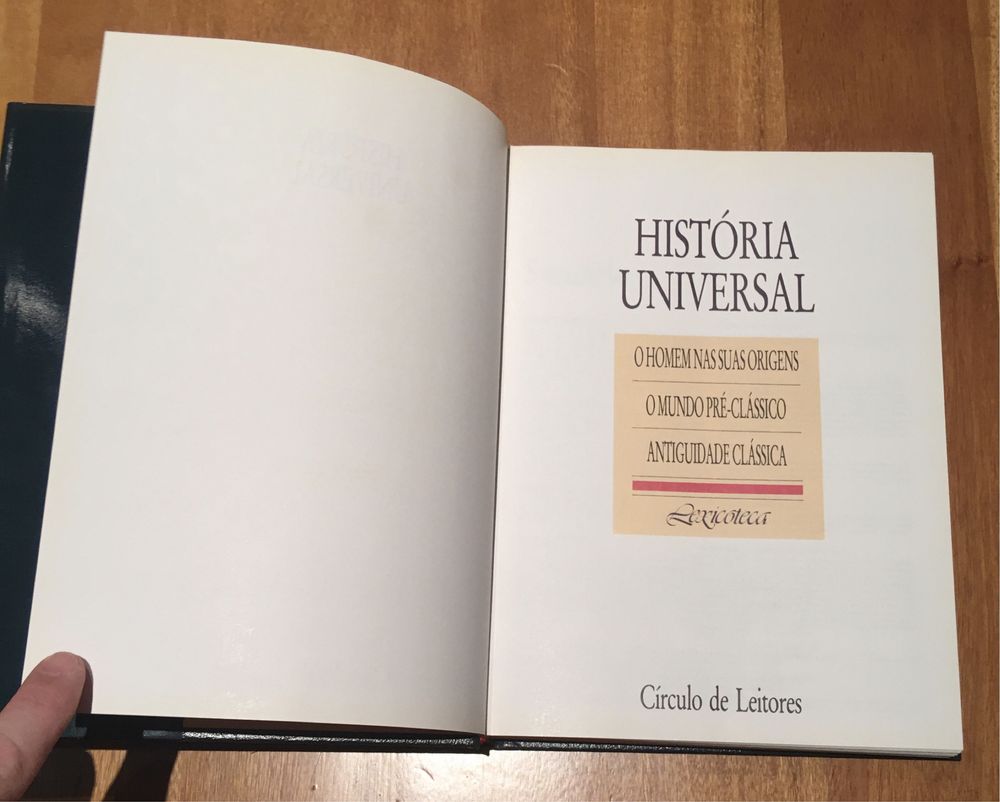 HISTÓRIA
UNIVERSAL
O HOMEM NAS SUAS ORIGENS
O MUNDO PRÉ-CLÁSSICO
ANTIGUIDADE CLÁSSICA
Lexicoteca
Círculo de Leitores